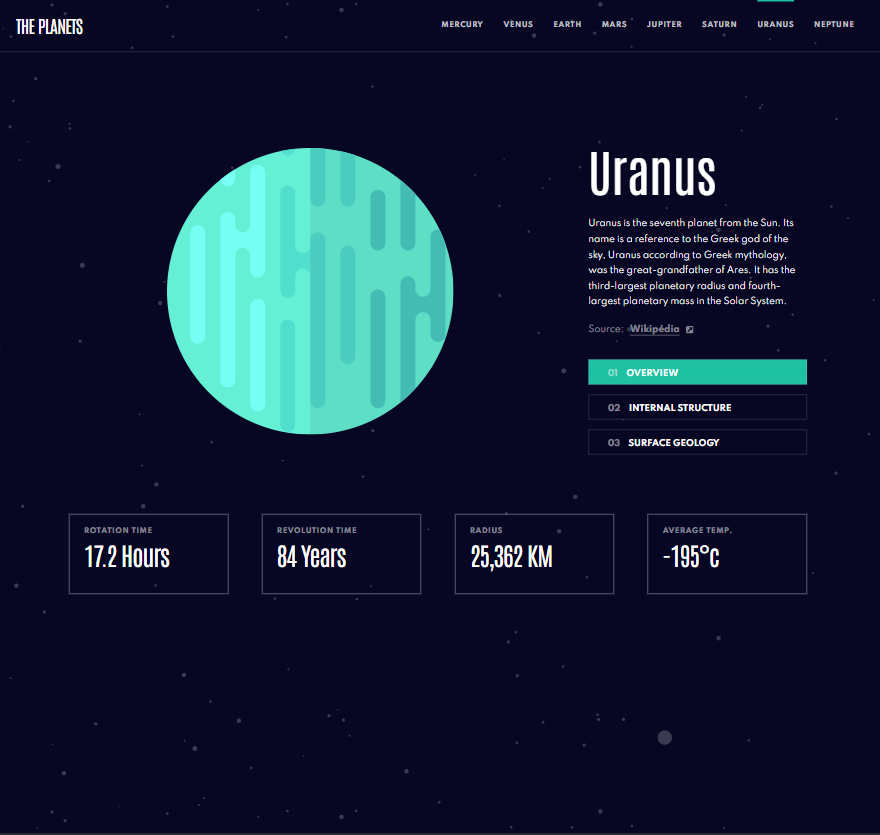 THE PLANETS
MERCURY VENUS EARTH MARS JUPITER SATURN URANUS NEPTUNE
Uranus
Uranus is the seventh planet from the Sun. Its
name is a reference to the Greek god of the
sky, Uranus according to Greek mythology,
was the great-grandfather of Ares. It has the
third-largest planetary radius and fourth-
largest planetary mass in the Solar System.
Source: Wikipedia
01 OVERVIEW
02 INTERNAL STRUCTURE
03 SURFACE GEOLOGY
ROTATION TIME
17.2 Hours
REVOLUTION TIME
84 Years
RADIUS
25,362 KM
AVERAGE TEMP.
-195°c